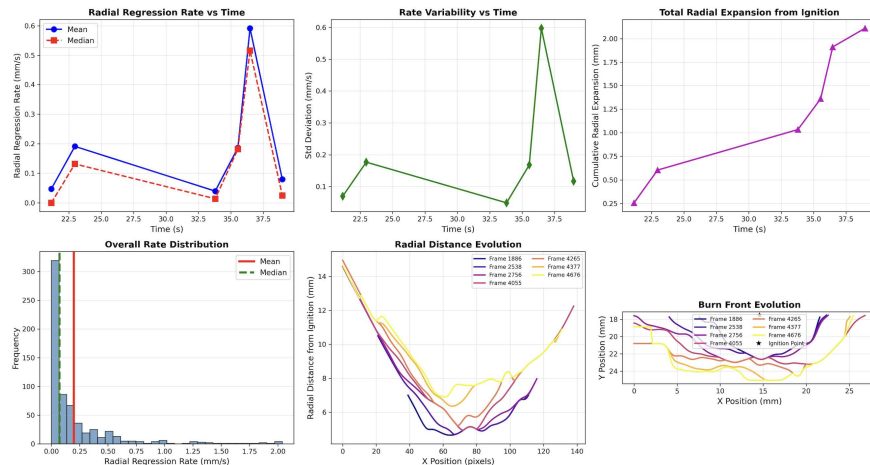 Radial Regression Rate vs Time
Radial Regression Rate (mm/s)
0.6
0.5
0.4
0.3
0.2
0.1
0.0
Mean
Median
22.5 25.0 27.5 30.0 32.5 35.0 37.5
Time (s)
Rate Variability vs Time
Std Deviation (mm/s)
0.6
0.5
0.4
0.3
0.2
0.1
22.5 25.0 27.5 30.0 32.5 35.0 37.5
Time (s)
Total Radial Expansion from Ignition
Cumulative Radial Expansion (mm)
2.00
1.75
1.50
1.25
1.00
0.75
0.50
0.25
22.5 25.0 27.5 30.0 32.5 35.0 37.5
Time (s)
Overall Rate Distribution
Frequency
300
250
200
150
100
50
0
Mean
Median
0.00 0.25 0.50 0.75 1.00 1.25 1.50 1.75 2.00
Radial Regression Rate (mm/s)
Radial Distance Evolution
Radial Distance from Ignition (mm)
14
12
10
8
6
Frame 1886
Frame 2538
Frame 2756
Frame 4055
Frame 4265
Frame 4377
Frame 4676
0 20 40 60 80 100 120 140
X Position (pixels)
Burn Front Evolution
Y Position (mm)
18
20
22
24
Frame 1886
Frame 2538
Frame 2756
Frame 4055
Frame 4265
Frame 4377
Frame 4676
Ignition Point
0 5 10 15 20 25
X Position (mm)